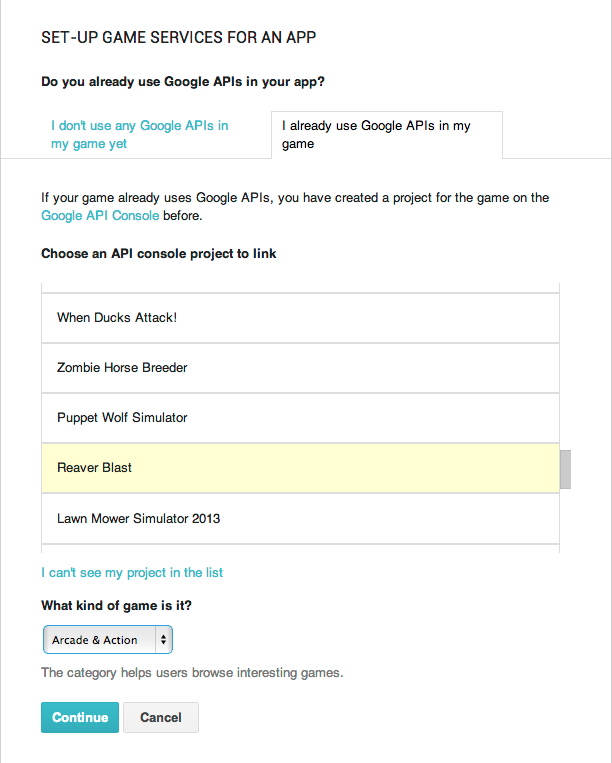 SET-UP GAME SERVICES FOR AN APP
Do you already use Google APIs in your app?
I don't use any Google APIs in
my game yet
I already use Google APIs in my
game
If your game already uses Google APIs, you have created a project for the game on the
Google API Console before.
Choose an API console project to link
When Ducks Attack!
Zombie Horse Breeder
Puppet Wolf Simulator
Reaver Blast
Lawn Mower Simulator 2013
I can't see my project in the list
What kind of game is it?
Arcade & Action
The category helps users browse interesting games.
Continue
Cancel